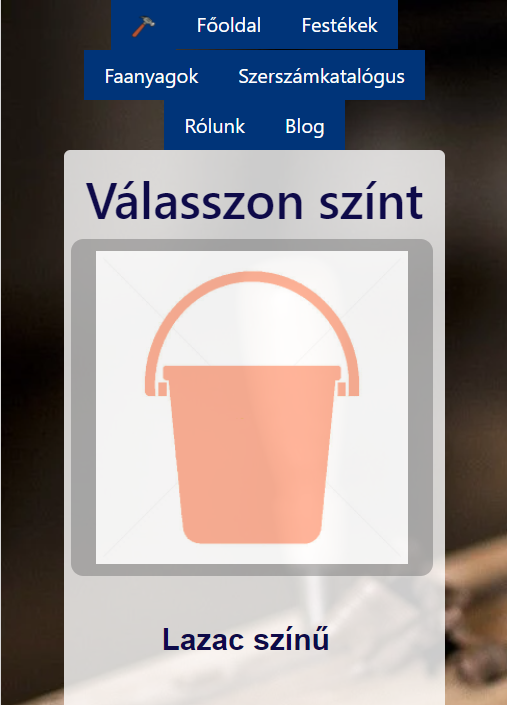 Főoldal Festékek
Faanyagok Szerszámkatalógus
Rólunk Blog
Válasszon színt
Lazac színű